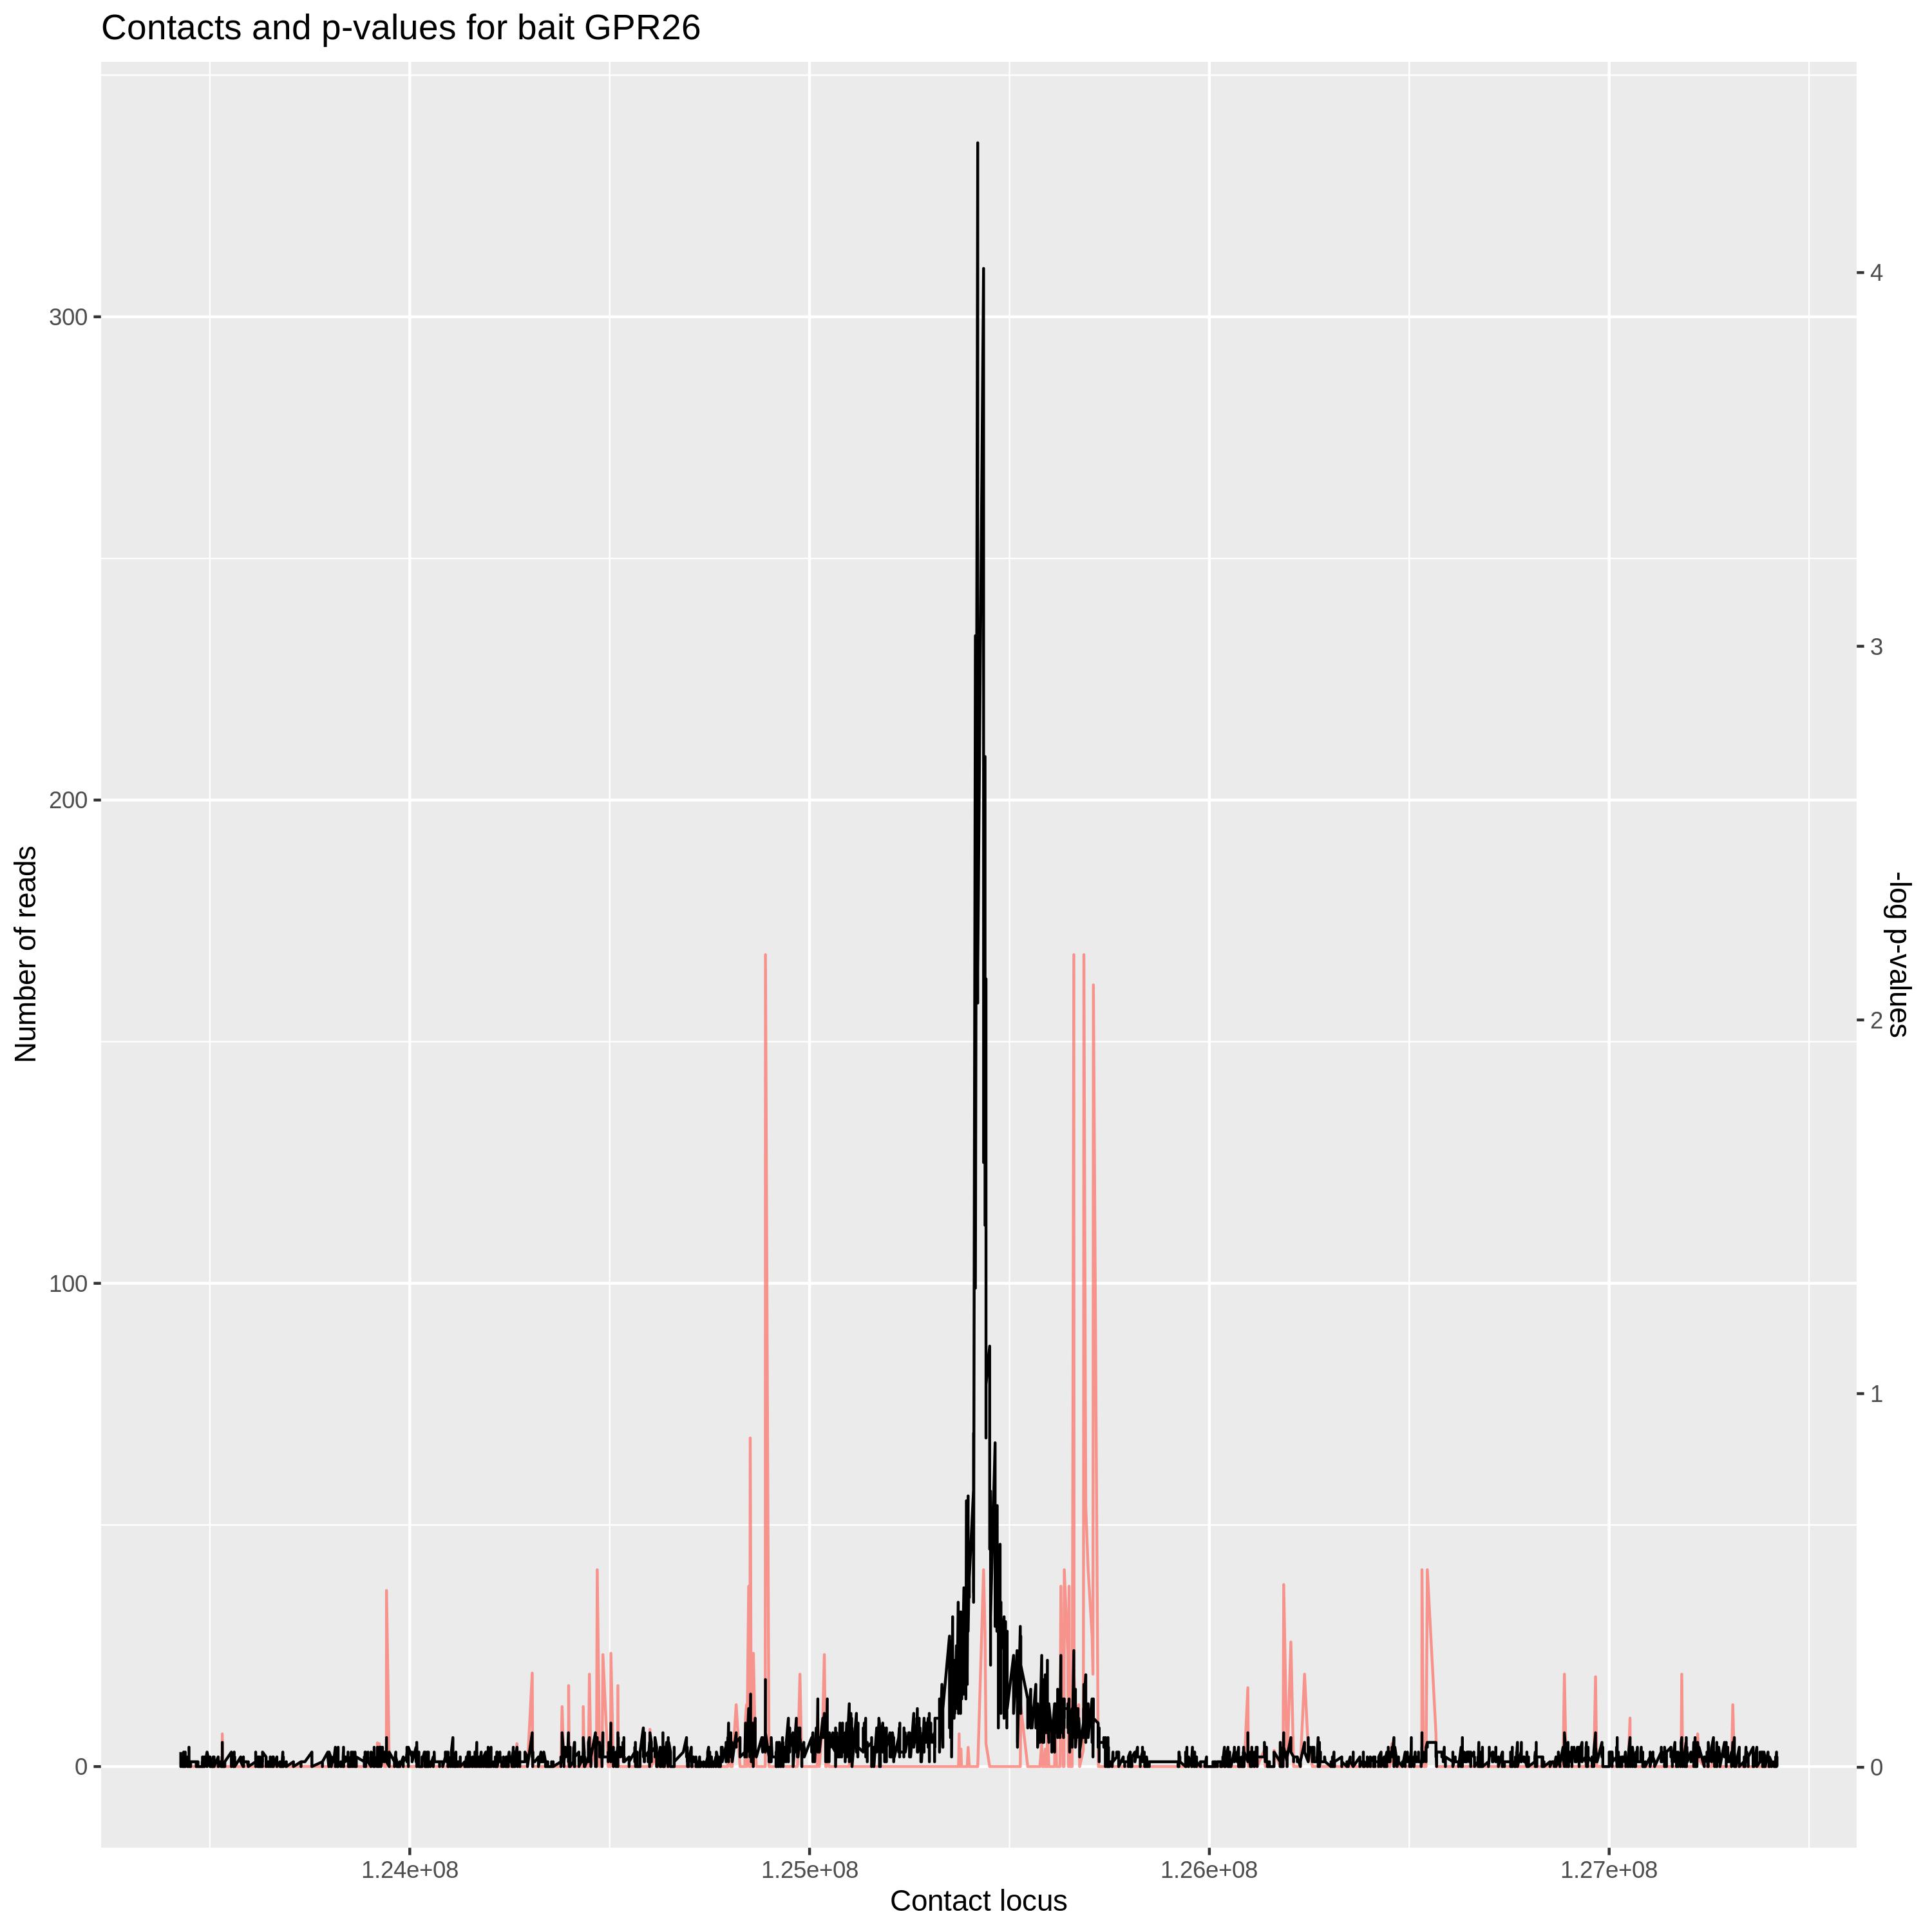 Contacts and p-values for bait GPR26
Number of reads
300
200
100
0
4
3
2
1
0
-log p-values
1.24e+08
1.25e+08
1.26e+08
1.27e+08
Contact locus